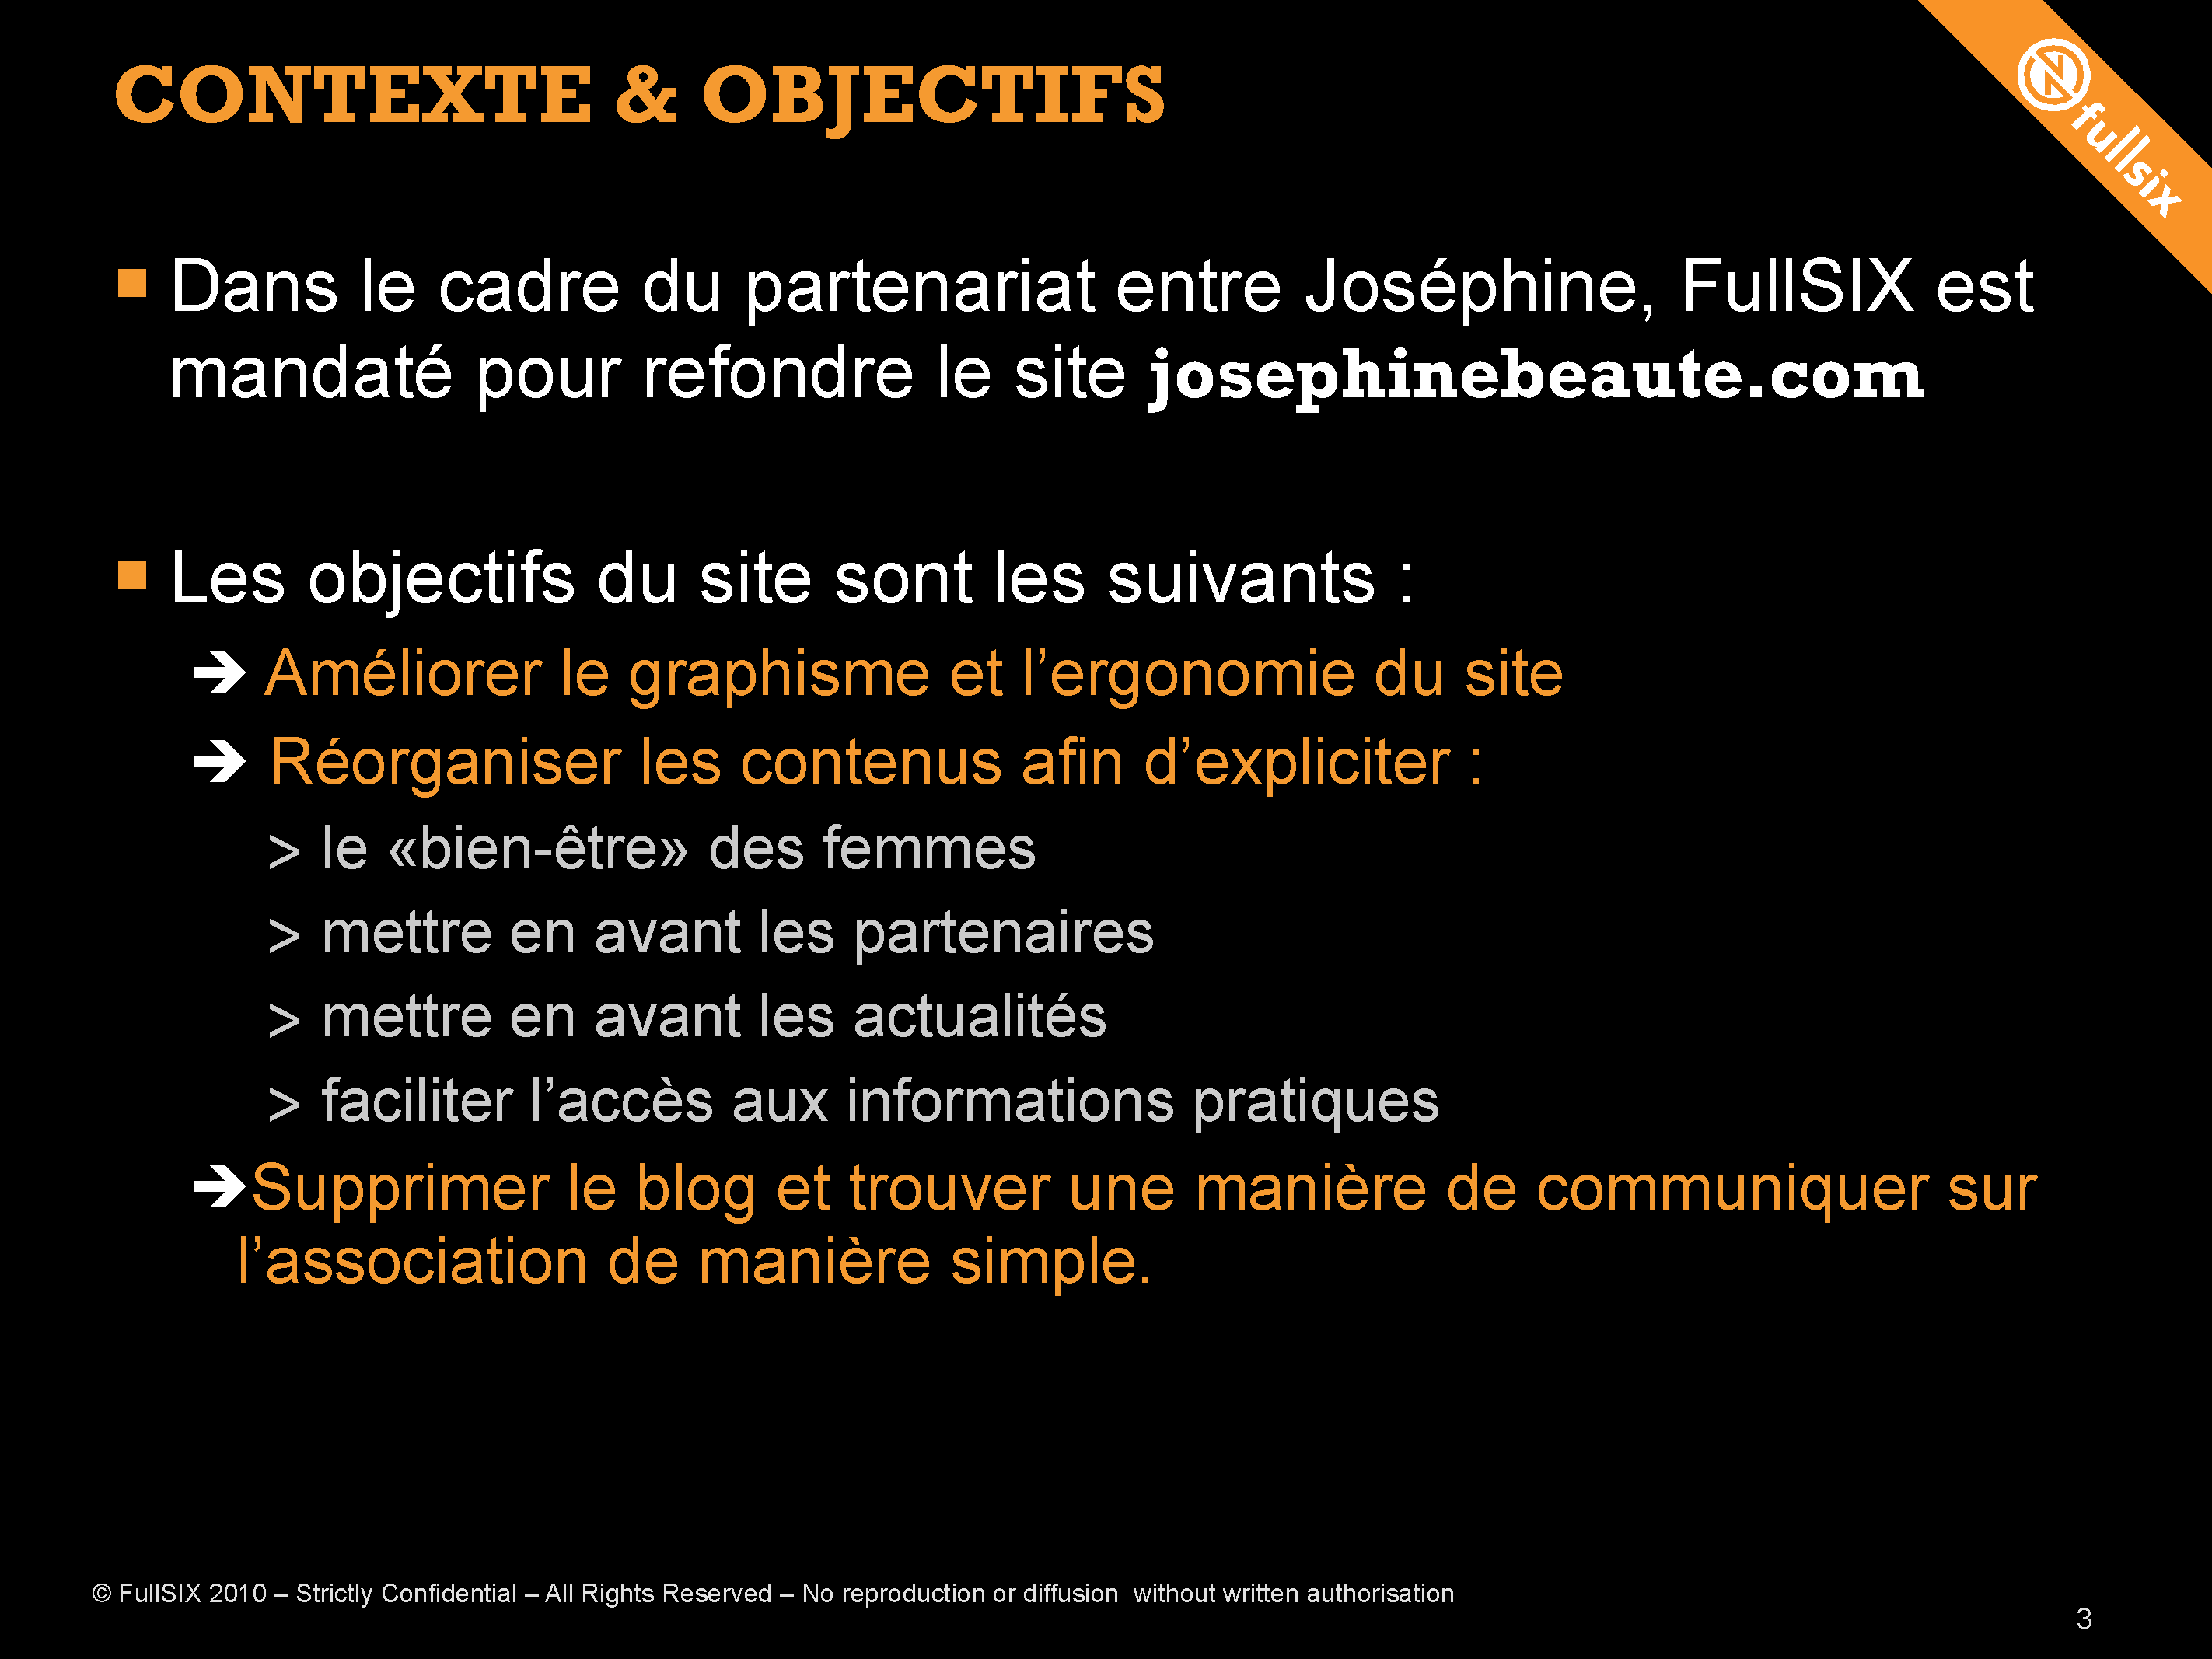 CONTEXTE & OBJECTIFS
fullsix
Dans le cadre du partenariat entre Joséphine, FullSIX est
mandaté pour refondre le site josephinebeaute.com
Les objectifs du site sont les suivants :
➔ Améliorer le graphisme et l’ergonomie du site
➔ Réorganiser les contenus afin d’expliciter :
> le «bien-être» des femmes
> mettre en avant les partenaires
> mettre en avant les actualités
> faciliter l’accès aux informations pratiques
➔Supprimer le blog et trouver une manière de communiquer sur
l’association de manière simple.
© FullSIX 2010 – Strictly Confidential – All Rights Reserved – No reproduction or diffusion without written authorisation
3